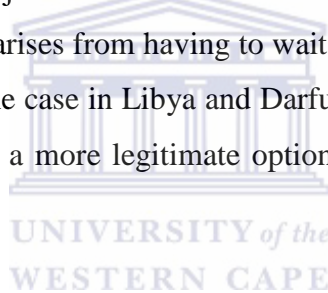 arises from having to wait
e case in Libya and Darfu
a more legitimate option
UNIVERSITY of the
WESTERN CAPE